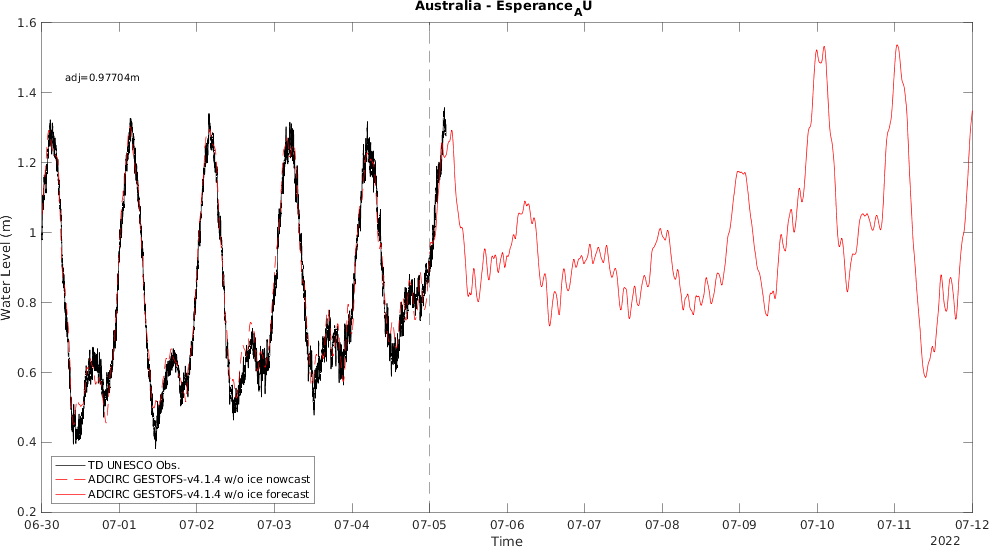 Australia - Esperance_AU
adj=0.97704m
Water Level (m)
1.6
1.4
1.2
1
0.8
0.6
0.4
0.2
TD UNESCO Obs.
ADCIRC GESTOFS-v4.1.4 w/o ice nowcast
ADCIRC GESTOFS-v4.1.4 w/o ice forecast
06-30 07-01 07-02 07-03 07-04 07-05 07-06 07-07 07-08 07-09 07-10 07-11 07-12
Time
2022